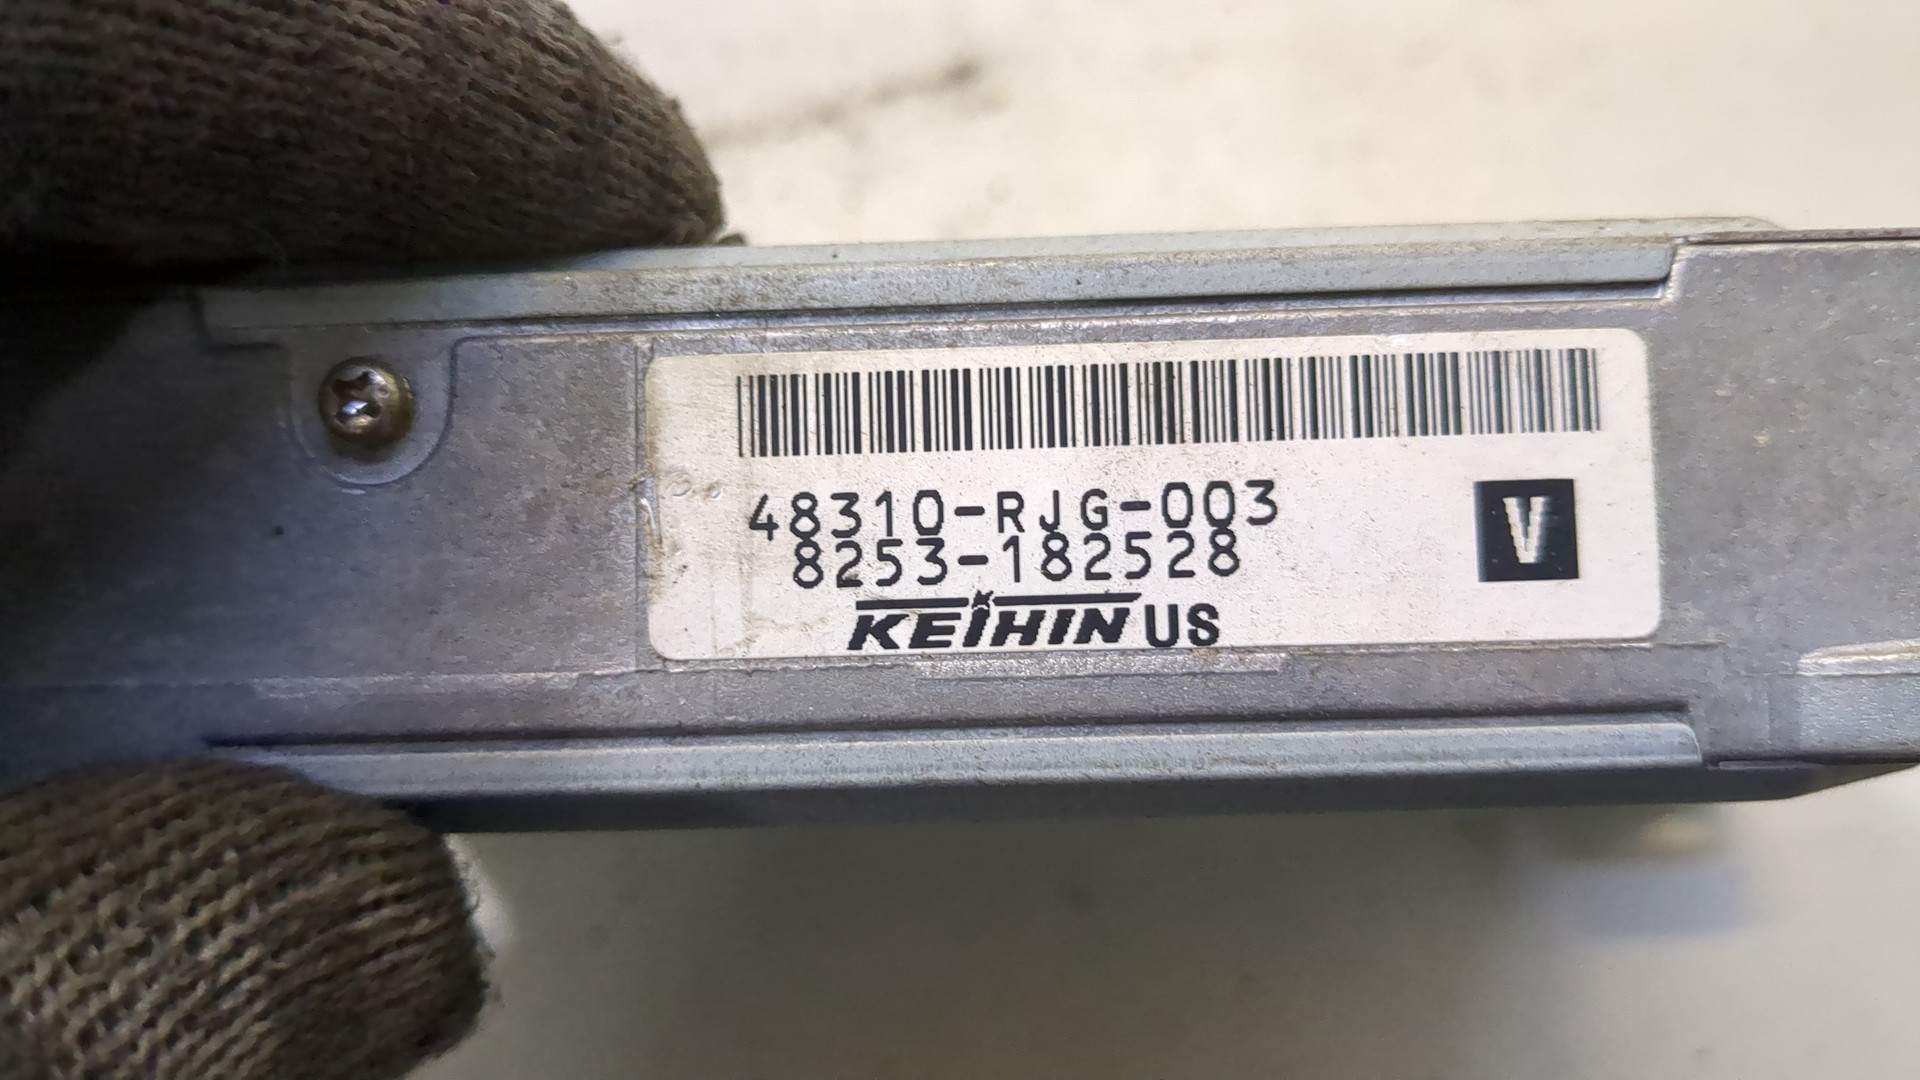 48310-RJG-003
8253-182528
V
KEIHIN US